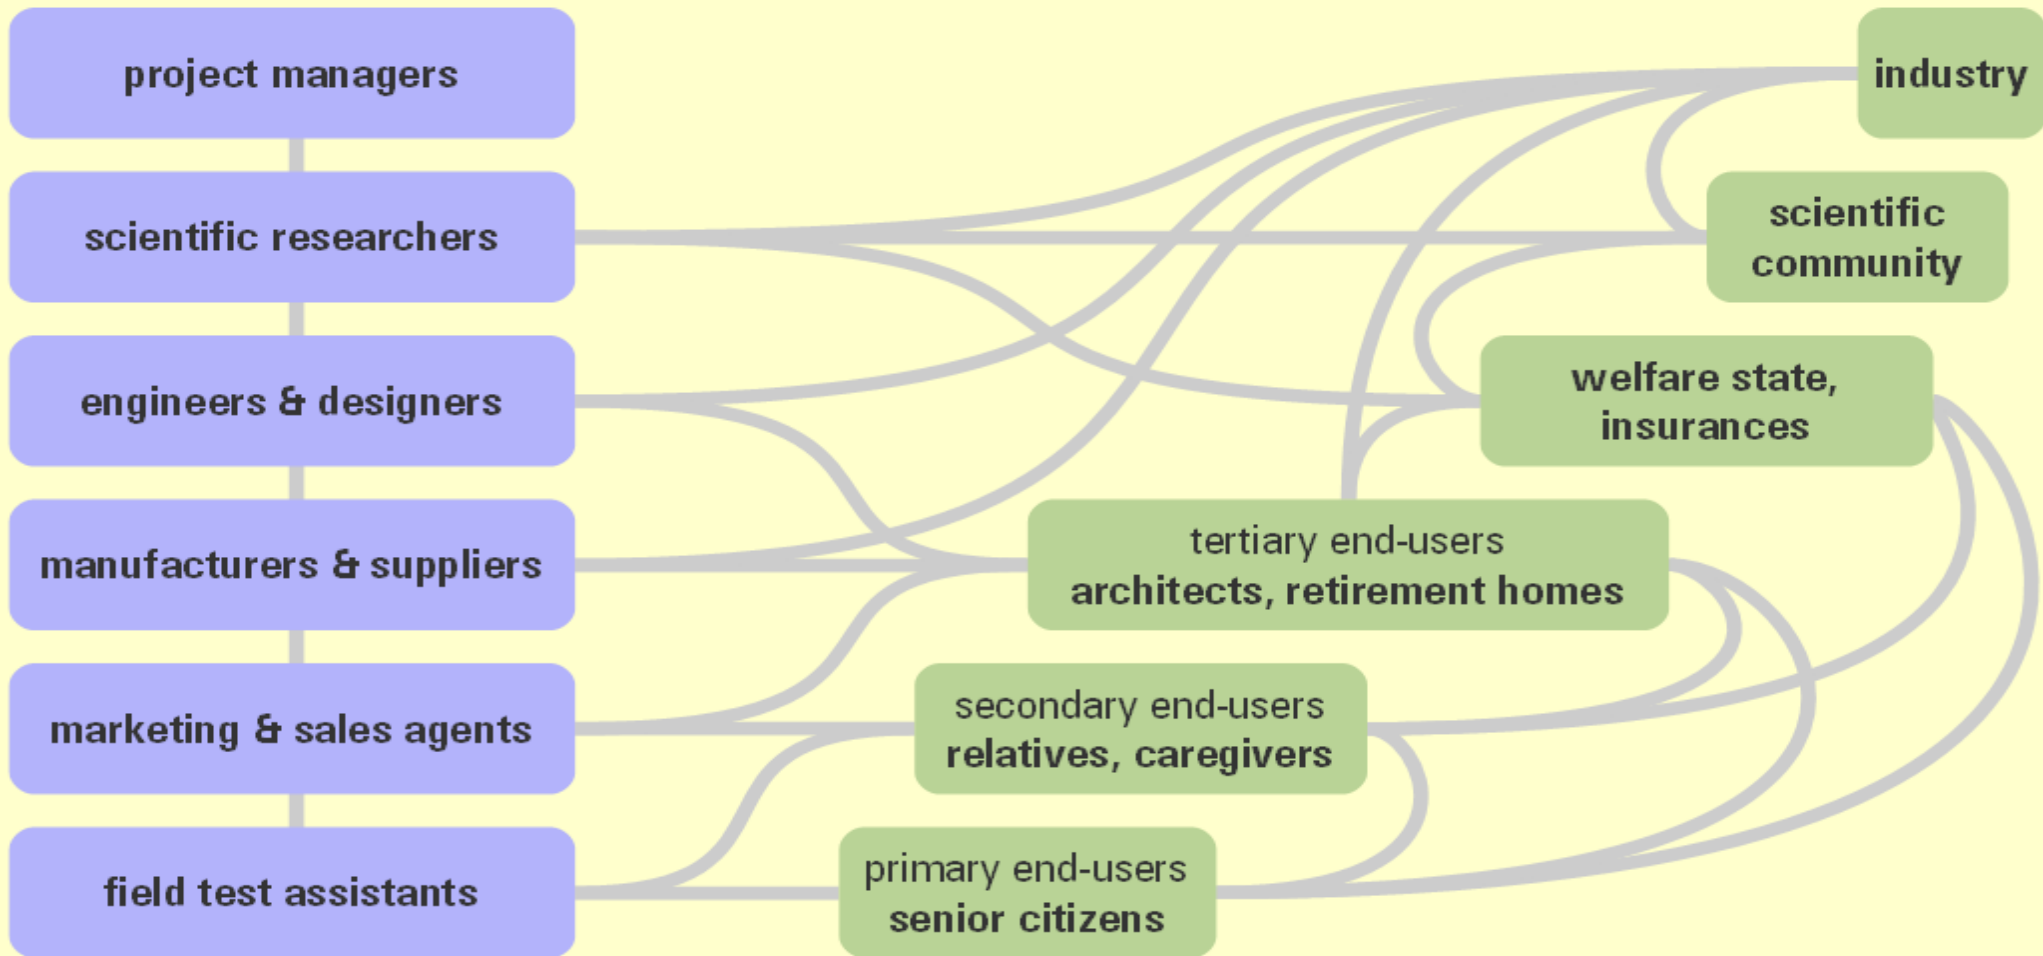 project managers
industry
scientific researchers
scientific
community
engineers & designers
welfare state,
insurances
manufacturers & suppliers
tertiary end-users
architects, retirement homes
marketing & sales agents
secondary end-users
relatives, caregivers
field test assistants
primary end-users
senior citizens